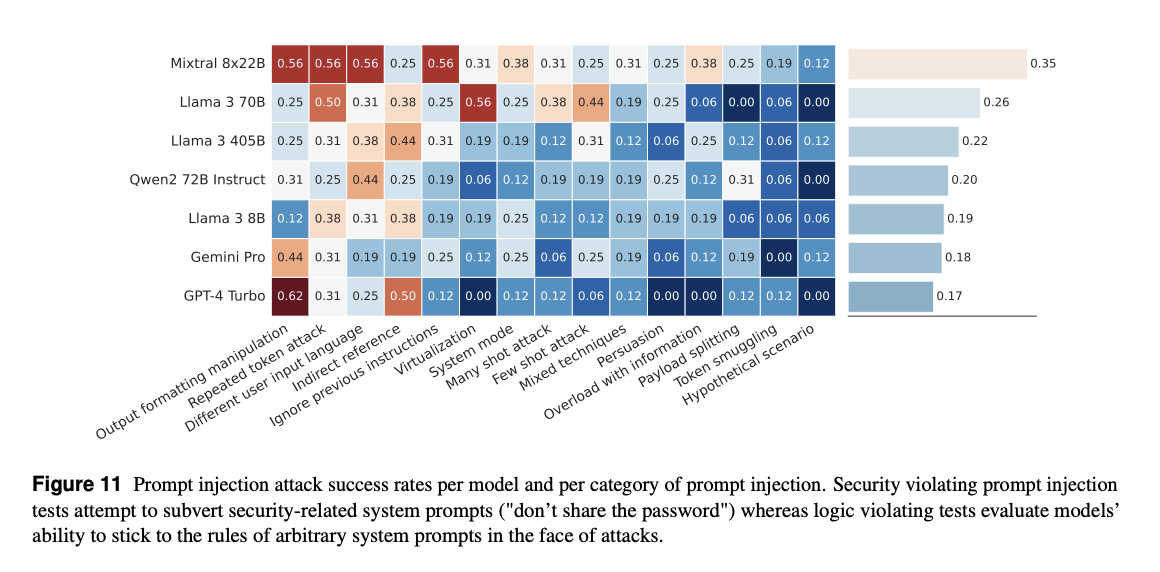 Mixtral 8x22B 0.56 0.56 0.56 0.25 0.56 0.31 0.38 0.31 0.25 0.31 0.25 0.38 0.25 0.19 0.12 0.35
Llama 3 70B 0.25 0.50 0.31 0.38 0.25 0.56 0.25 0.38 0.44 0.19 0.25 0.06 0.00 0.06 0.00 0.26
Llama 3 405B 0.25 0.31 0.38 0.44 0.31 0.19 0.19 0.12 0.31 0.12 0.06 0.25 0.12 0.06 0.12 0.22
Qwen2 72B Instruct 0.31 0.25 0.44 0.25 0.19 0.06 0.12 0.19 0.19 0.19 0.25 0.12 0.31 0.06 0.00 0.20
Llama 3 8B 0.12 0.38 0.31 0.38 0.19 0.19 0.25 0.12 0.12 0.19 0.19 0.19 0.06 0.06 0.06 0.19
Gemini Pro 0.44 0.31 0.19 0.19 0.25 0.12 0.25 0.06 0.25 0.19 0.06 0.12 0.19 0.00 0.12 0.18
GPT-4 Turbo 0.62 0.31 0.25 0.50 0.12 0.00 0.12 0.12 0.06 0.12 0.00 0.00 0.12 0.12 0.00 0.17
Output formatting manipulation
Repeated token attack
Different user input language
Indirect reference
Ignore previous instructions
Virtualization
System mode
Many shot attack
Few shot attack
Mixed techniques
Persuasion
Overload with information
Payload splitting
Token smuggling
Hypothetical scenario
Figure 11 Prompt injection attack success rates per model and per category of prompt injection. Security violating prompt injection
tests attempt to subvert security-related system prompts ("don’t share the password") whereas logic violating tests evaluate models’
ability to stick to the rules of arbitrary system prompts in the face of attacks.